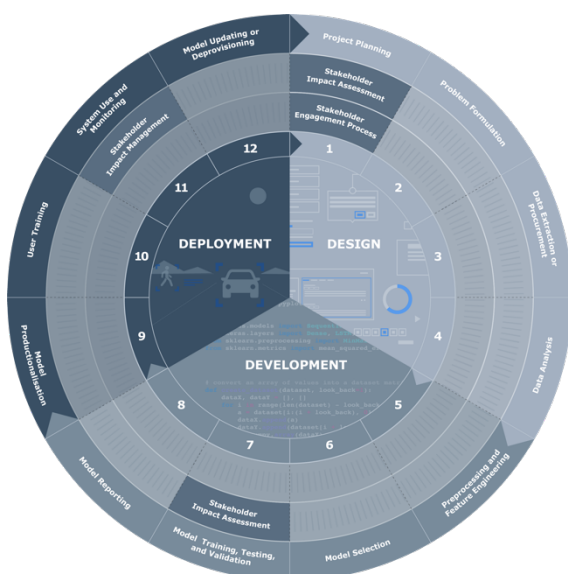 Project Planning
Problem Formulation
Data Extraction or
Procurement
Data Analysis
Preprocessing and
Feature Engineering
Model Selection
Model Training, Testing,
and Validation
Model Reporting
Model
Productionalisation
User Training
System Use and
Monitoring
Model Updating or
Deprovisioning
Stakeholder
Impact Assessment
Stakeholder
Engagement Process
Stakeholder
Impact Assessment
Stakeholder
Impact Management
1
2
3
4
5
6
7
8
9
10
11
12
DESIGN
DEVELOPMENT
DEPLOYMENT